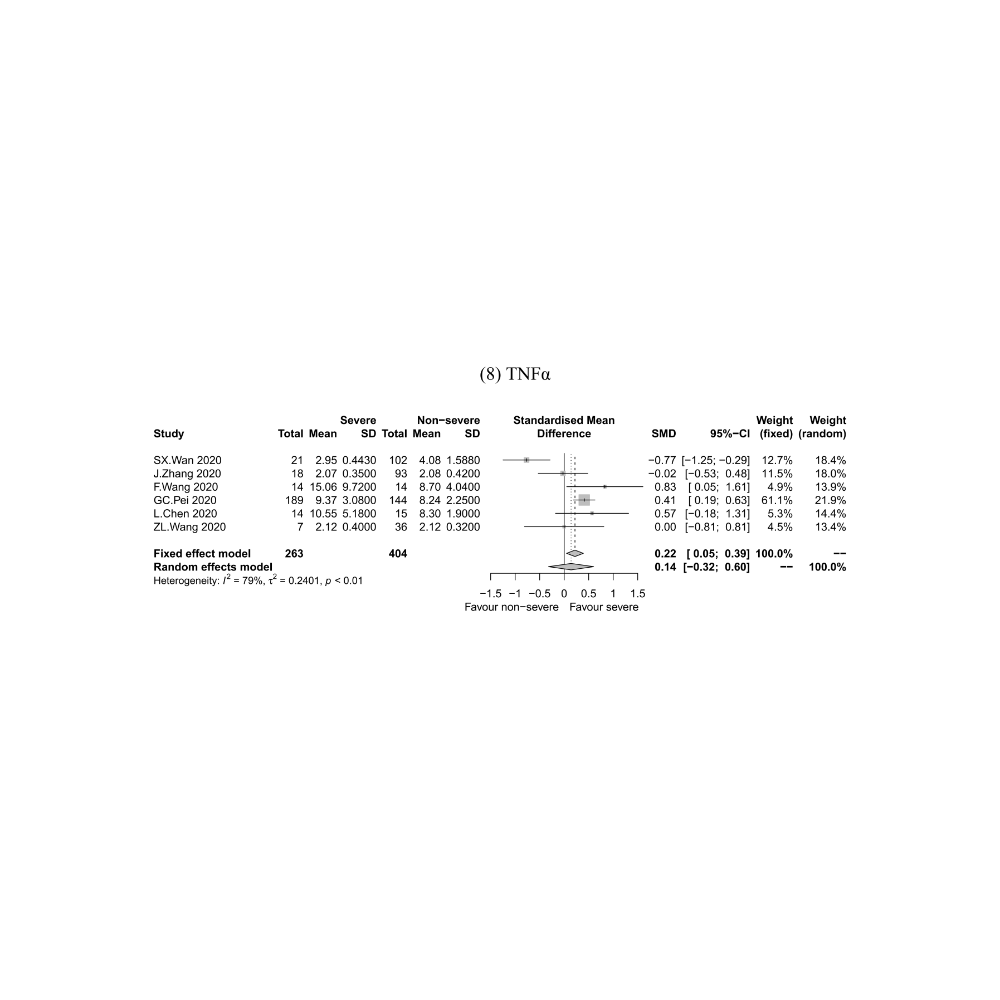 (8) TNFα
Severe Non−severe Standardised Mean Weight Weight
Study Total Mean SD Total Mean SD Difference SMD 95%−CI (fixed) (random)
SX.Wan 2020 21 2.95 0.4430 102 4.08 1.5880 −0.77 [−1.25; −0.29] 12.7% 18.4%
J.Zhang 2020 18 2.07 0.3500 93 2.08 0.4200 −0.02 [−0.53; 0.48] 11.5% 18.0%
F.Wang 2020 14 15.06 9.7200 14 8.70 4.0400 0.83 [ 0.05; 1.61] 4.9% 13.9%
GC.Pei 2020 189 9.37 3.0800 144 8.24 2.2500 0.41 [ 0.19; 0.63] 61.1% 21.9%
L.Chen 2020 14 10.55 5.1800 15 8.30 1.9000 0.57 [−0.18; 1.31] 5.3% 14.4%
ZL.Wang 2020 7 2.12 0.4000 36 2.12 0.3200 0.00 [−0.81; 0.81] 4.5% 13.4%
Fixed effect model 263 404 0.22 [ 0.05; 0.39] 100.0% −−
Random effects model 0.14 [−0.32; 0.60] −− 100.0%
Heterogeneity: I² = 79%, τ² = 0.2401, p < 0.01
−1.5 −1 −0.5 0 0.5 1 1.5
Favour non−severe Favour severe